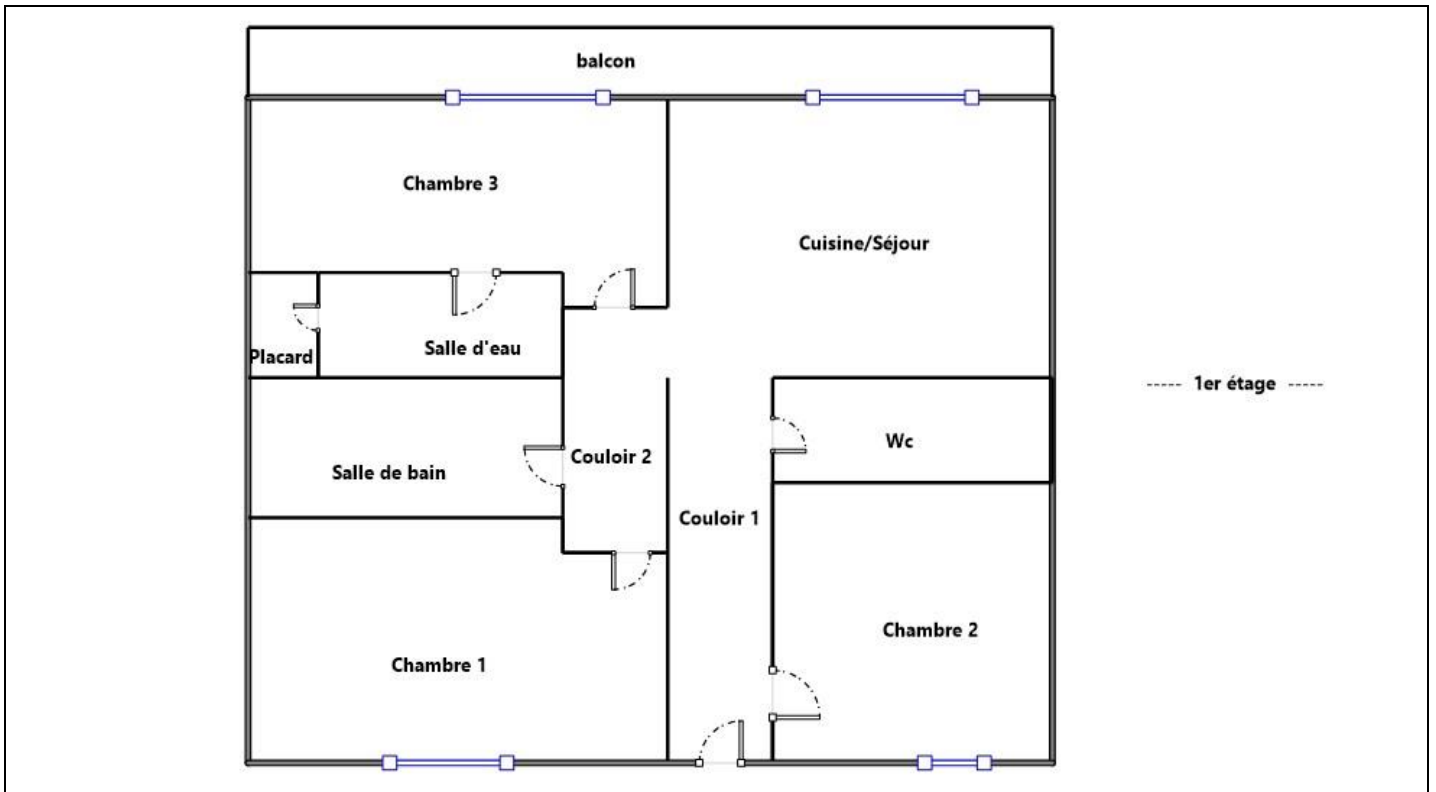 balcon
Chambre 3
Cuisine/Séjour
Placard
Salle d'eau
----- 1er étage -----
Wc
Salle de bain
Couloir 2
Couloir 1
Chambre 2
Chambre 1